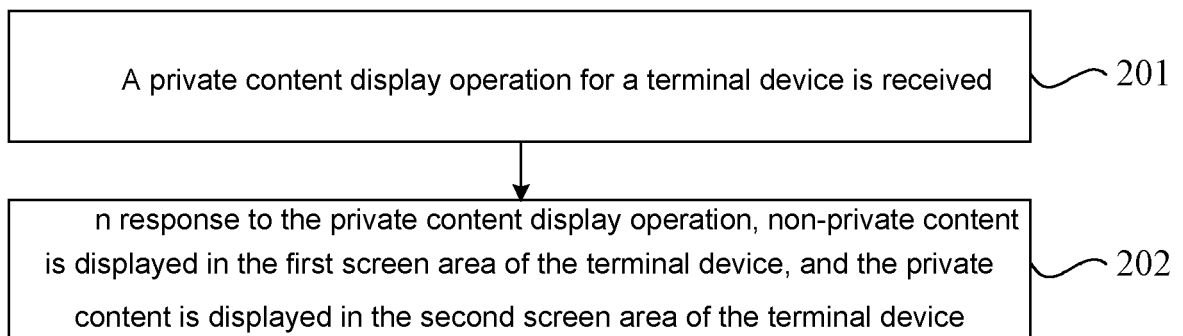 A private content display operation for a terminal device is received
201
n response to the private content display operation, non-private content
is displayed in the first screen area of the terminal device, and the private
content is displayed in the second screen area of the terminal device
202